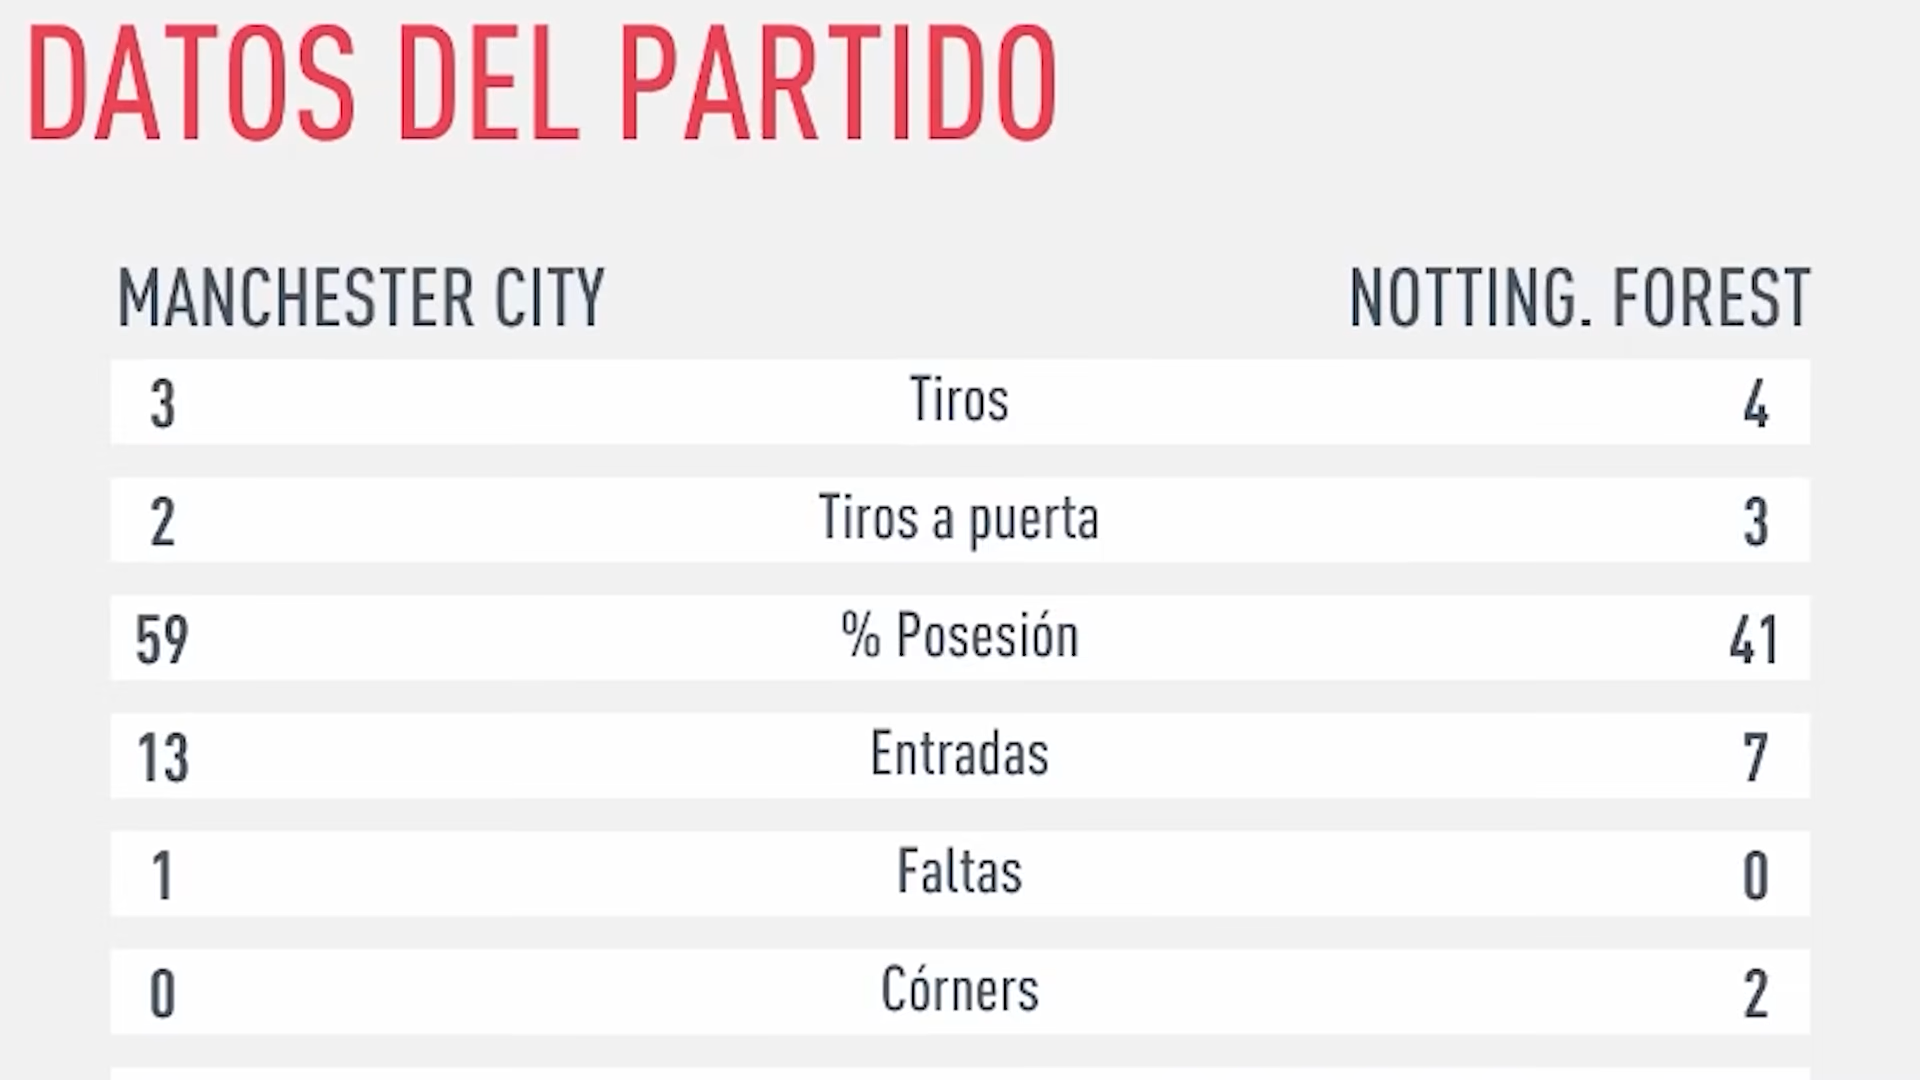 DATOS DEL PARTIDO
MANCHESTER CITY NOTTING. FOREST
3 Tiros 4
2 Tiros a puerta 3
59 % Posesión 41
13 Entradas 7
1 Faltas 0
0 Córners 2